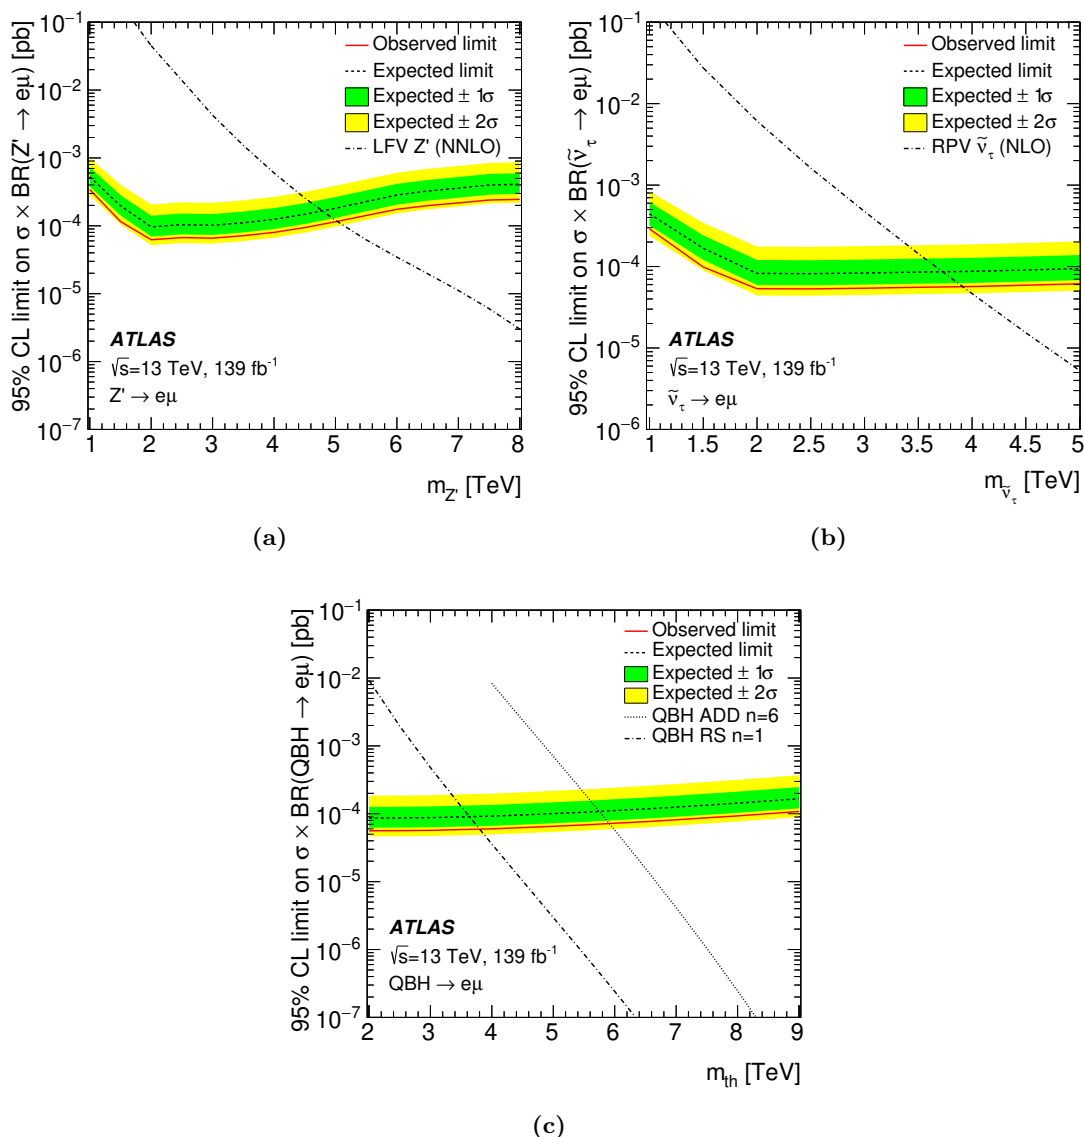 95% CL limit on σ × BR(Z' → eμ) [pb]
10⁻¹
10⁻²
10⁻³
10⁻⁴
10⁻⁵
10⁻⁶
10⁻⁷
Observed limit
Expected limit
Expected ± 1σ
Expected ± 2σ
LFV Z' (NNLO)
ATLAS
√s=13 TeV, 139 fb⁻¹
Z' → eμ
1 2 3 4 5 6 7 8
m_Z' [TeV]
(a)
95% CL limit on σ × BR(ν̃_τ → eμ) [pb]
10⁻¹
10⁻²
10⁻³
10⁻⁴
10⁻⁵
10⁻⁶
Observed limit
Expected limit
Expected ± 1σ
Expected ± 2σ
RPV ν̃_τ (NLO)
ATLAS
√s=13 TeV, 139 fb⁻¹
ν̃_τ → eμ
1 1.5 2 2.5 3 3.5 4 4.5 5
m_ν̃_τ [TeV]
(b)
95% CL limit on σ × BR(QBH → eμ) [pb]
10⁻¹
10⁻²
10⁻³
10⁻⁴
10⁻⁵
10⁻⁶
10⁻⁷
Observed limit
Expected limit
Expected ± 1σ
Expected ± 2σ
QBH ADD n=6
QBH RS n=1
ATLAS
√s=13 TeV, 139 fb⁻¹
QBH → eμ
2 3 4 5 6 7 8 9
m_th [TeV]
(c)